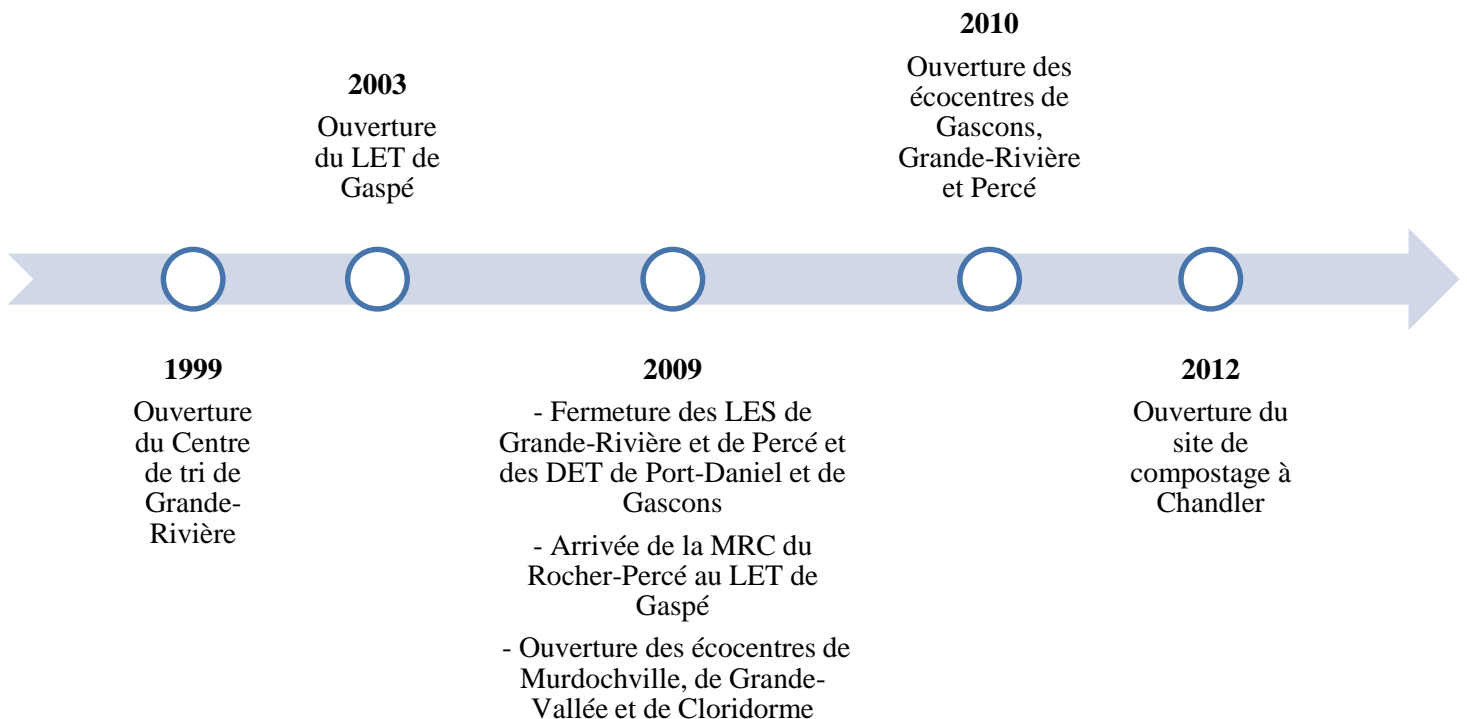 2010
Ouverture des
écocentres de
Gascons,
Grande-Rivière
et Percé
2003
Ouverture
du LET de
Gaspé
1999
Ouverture
du Centre
de tri de
Grande-
Rivière
2009
- Fermeture des LES de
Grande-Rivière et de Percé et
des DET de Port-Daniel et de
Gascons
- Arrivée de la MRC du
Rocher-Percé au LET de
Gaspé
- Ouverture des écocentres de
Murdochville, de Grande-
Vallée et de Cloridorme
2012
Ouverture du
site de
compostage à
Chandler